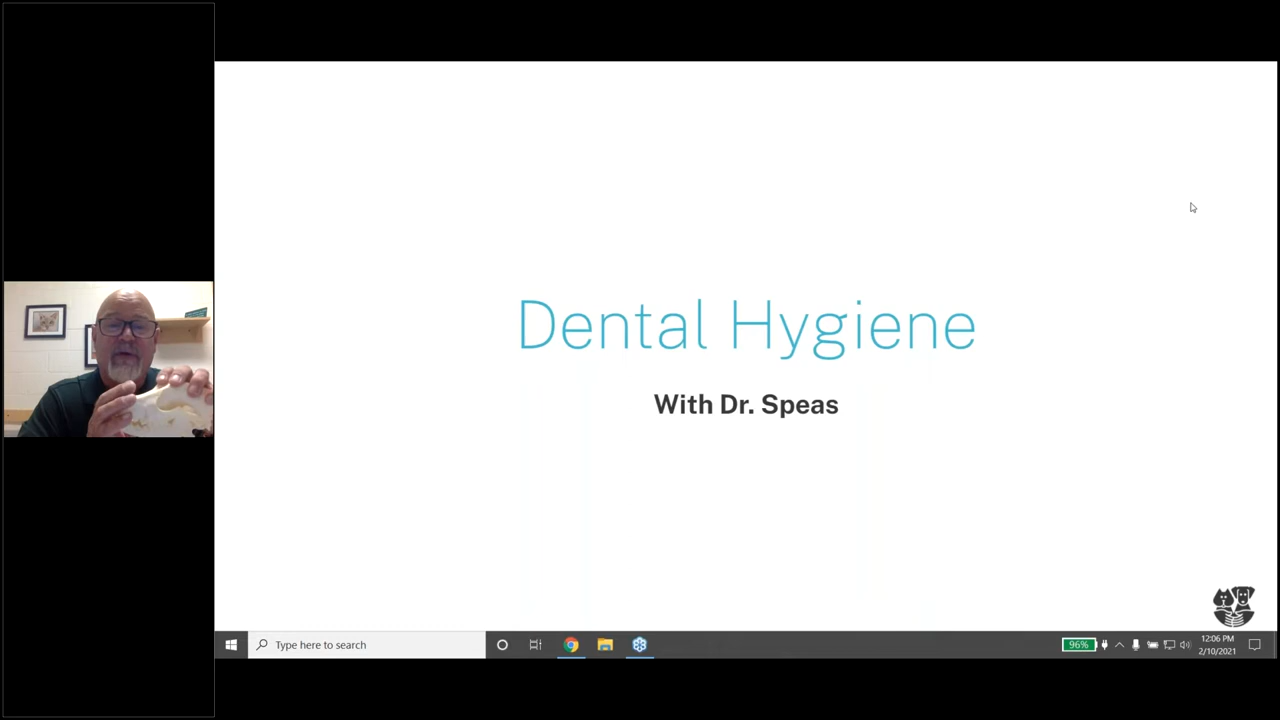 Dental Hygiene
With Dr. Speas
Type here to search
96%
12:06 PM
2/10/2021